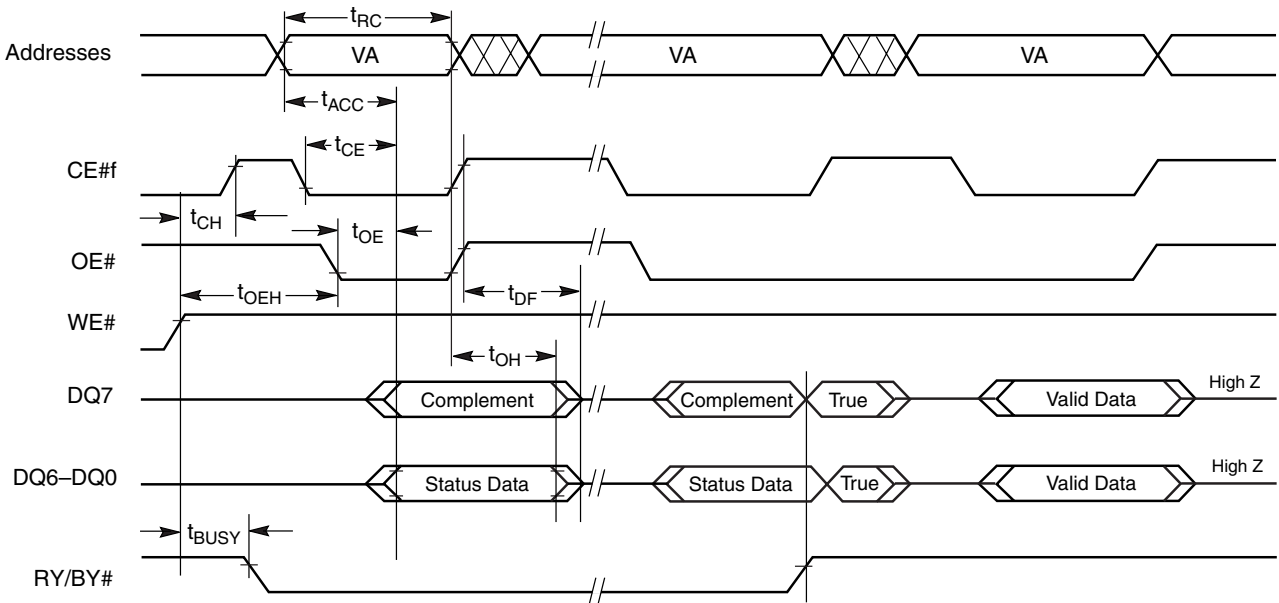 tRC
Addresses VA VA VA
tACC
tCE
CE#f
tCH tOE
OE#
tOEH tDF
WE#
tOH
DQ7 Complement Complement True Valid Data High Z
DQ6–DQ0 Status Data Status Data True Valid Data High Z
tBUSY
RY/BY#